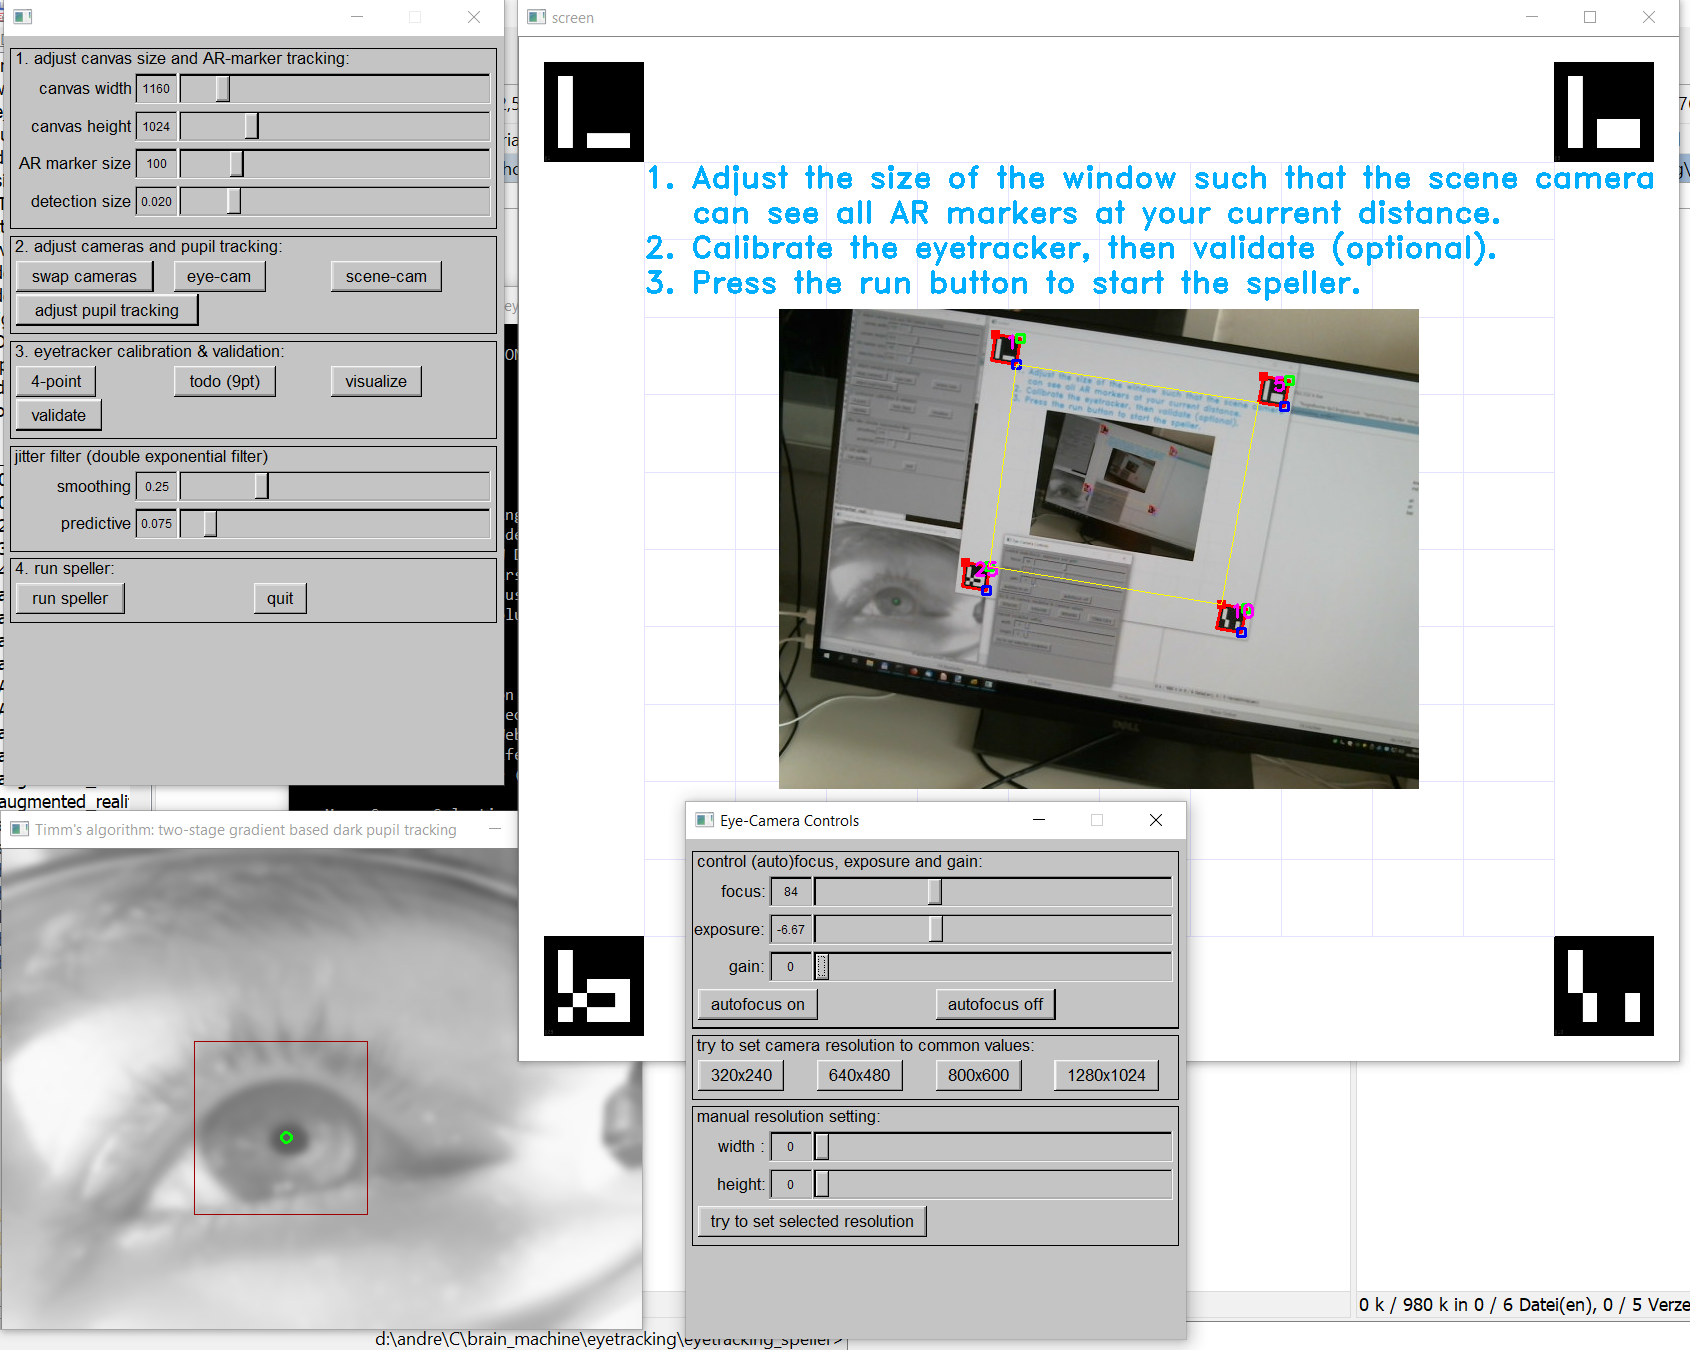 1. adjust canvas size and AR-marker tracking:
canvas width 1160
canvas height 1024
AR marker size 100
detection size 0.020
2. adjust cameras and pupil tracking:
swap cameras eye-cam scene-cam
adjust pupil tracking
3. eyetracker calibration & validation:
4-point todo (9pt) visualize
validate
jitter filter (double exponential filter)
smoothing 0.25
predictive 0.075
4. run speller:
run speller quit
augmented_reali
Timm's algorithm: two-stage gradient based dark pupil tracking
screen
1. Adjust the size of the window such that the scene camera
can see all AR markers at your current distance.
2. Calibrate the eyetracker, then validate (optional).
3. Press the run button to start the speller.
1
5
25
10
Eye-Camera Controls
control (auto)focus, exposure and gain:
focus: 84
exposure: -6.67
gain: 0
autofocus on autofocus off
try to set camera resolution to common values:
320x240 640x480 800x600 1280x1024
manual resolution setting:
width : 0
height: 0
try to set selected resolution
0 k / 980 k in 0 / 6 Datei(en), 0 / 5 Verze
d:\andre\C\brain_machine\eyetracking\eyetracking_speller>